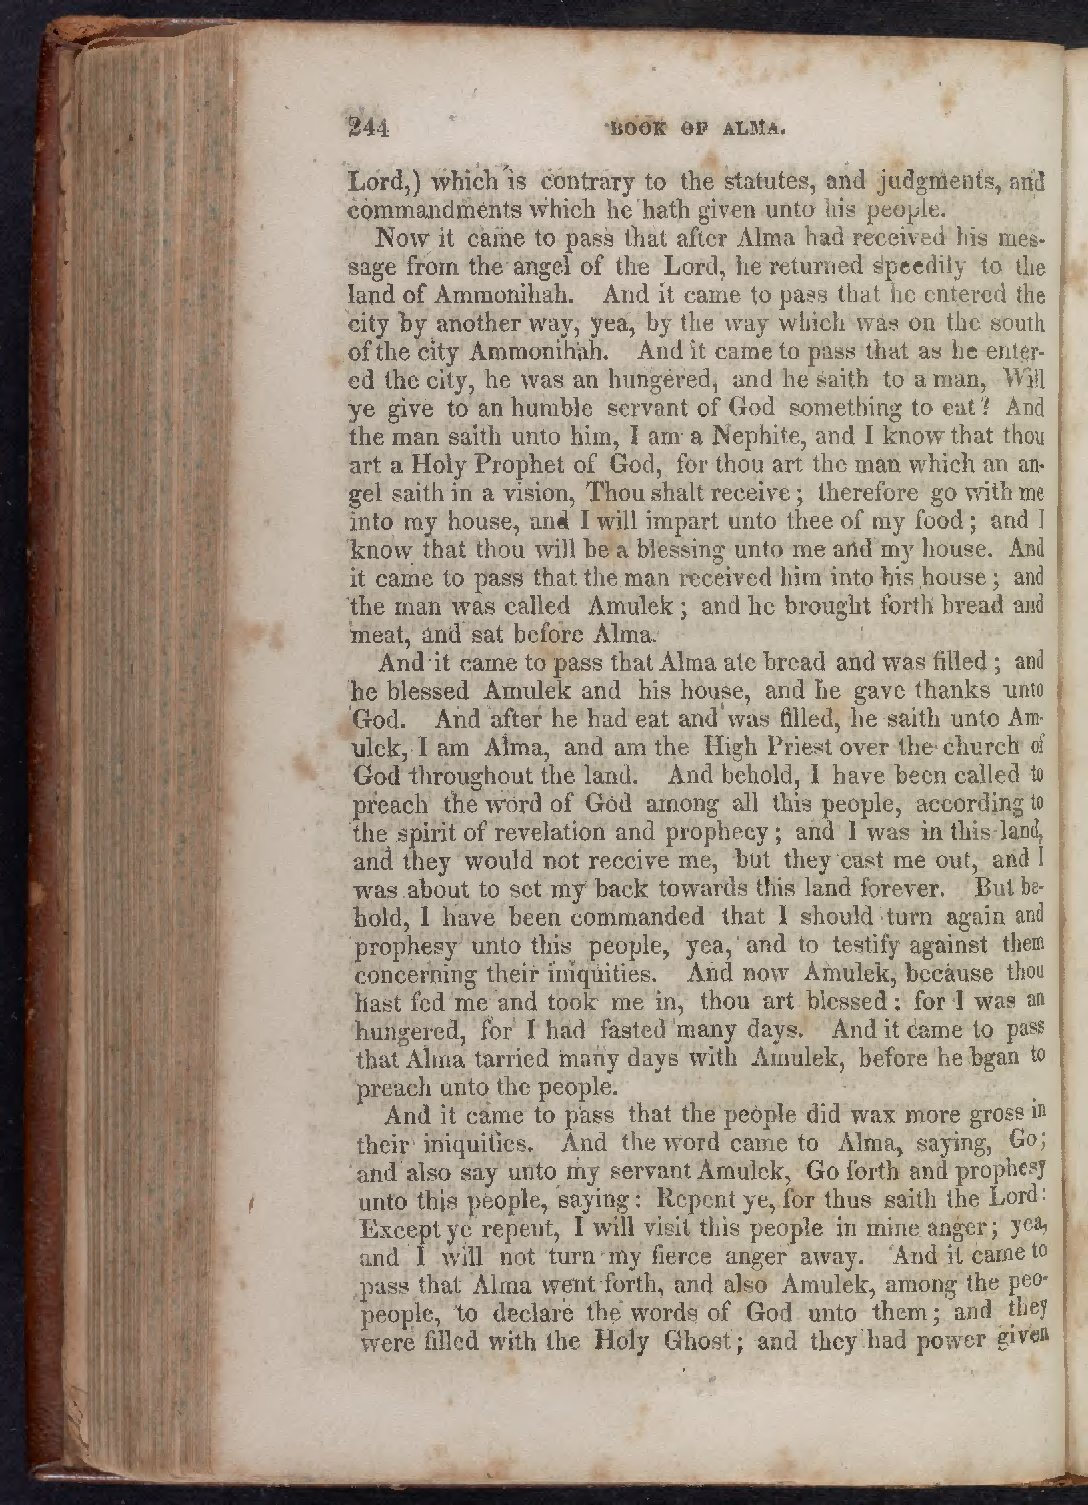 244 BOOK OF ALMA.
Lord,) which is contrary to the statutes, and judgments, and
commandments which he hath given unto his people.
Now it came to pass that after Alma had received his mes-
sage from the angel of the Lord, he returned speedily to the
land of Ammonihah. And it came to pass that he entered the
city by another way, yea, by the way which was on the south
of the city Ammonihah. And it came to pass that as he enter-
ed the city, he was an hungered, and he saith to a man, Will
ye give to an humble servant of God something to eat? And
the man saith unto him, I am a Nephite, and I know that thou
art a Holy Prophet of God, for thou art the man which an an-
gel saith in a vision, Thou shalt receive; therefore go with me
into my house, and I will impart unto thee of my food; and I
know that thou will be a blessing unto me and my house. And
it came to pass that the man received him into his house; and
the man was called Amulek; and he brought forth bread and
meat, and sat before Alma.
And it came to pass that Alma ate bread and was filled; and
he blessed Amulek and his house, and he gave thanks unto
God. And after he had eat and was filled, he saith unto Am-
ulek, I am Alma, and am the High Priest over the church of
God throughout the land. And behold, I have been called to
preach the word of God among all this people, according to
the spirit of revelation and prophecy; and I was in this land,
and they would not receive me, but they cast me out, and I
was about to set my back towards this land forever. But be-
hold, I have been commanded that I should turn again and
prophesy unto this people, yea, and to testify against them
concerning their iniquities. And now Amulek, because thou
hast fed me and took me in, thou art blessed: for I was an
hungered, for I had fasted many days. And it came to pass
that Alma tarried many days with Amulek, before he bgan to
preach unto the people.
And it came to pass that the people did wax more gross in
their iniquities. And the word came to Alma, saying, Go;
and also say unto my servant Amulek, Go forth and prophesy
unto this people, saying: Repent ye, for thus saith the Lord:
Except ye repent, I will visit this people in mine anger; yea,
and I will not turn my fierce anger away. And it came to
pass that Alma went forth, and also Amulek, among the peo-
people, to declare the words of God unto them; and they
were filled with the Holy Ghost; and they had power given